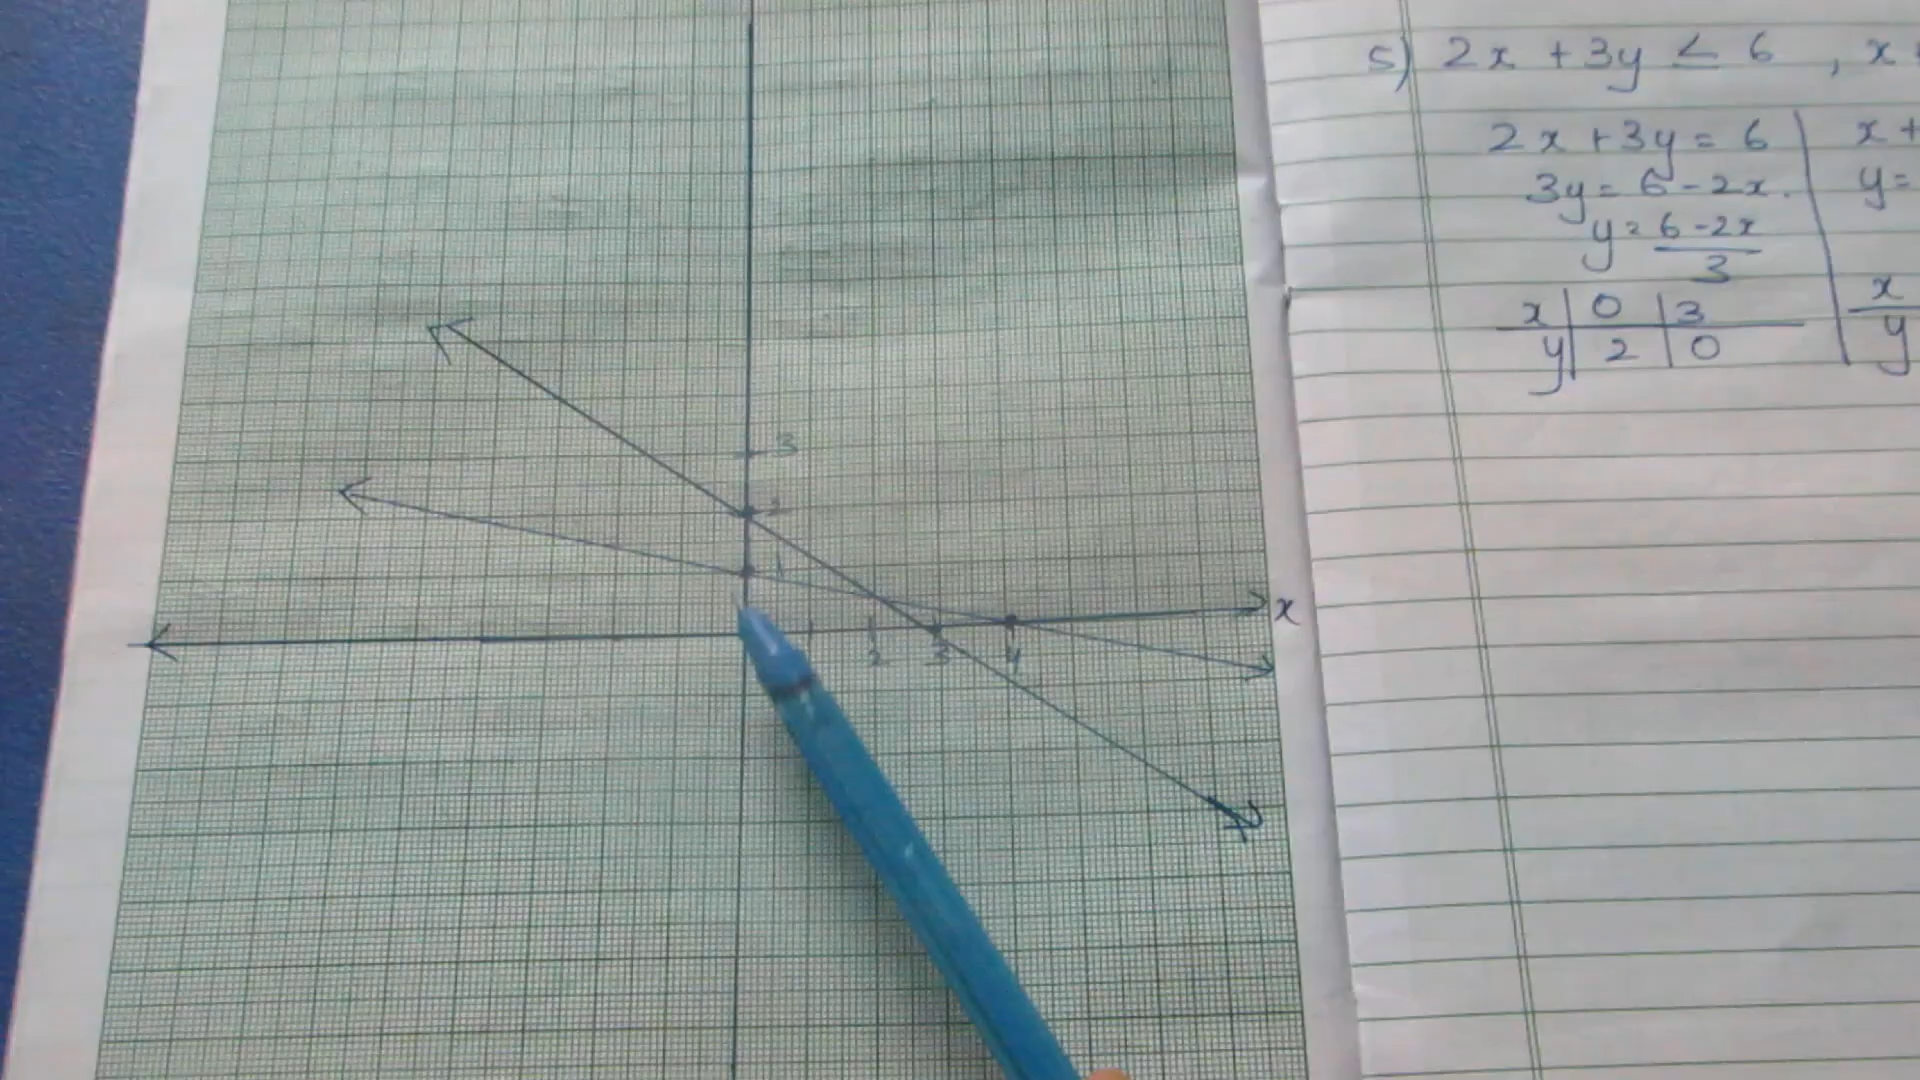 3
2
1
x
2 3 4
5) 2x + 3y ≤ 6 , x
2x + 3y = 6
3y = 6 - 2x.
y = 6 - 2x
3
x | 0 | 3
y | 2 | 0
x +
y =
x
y